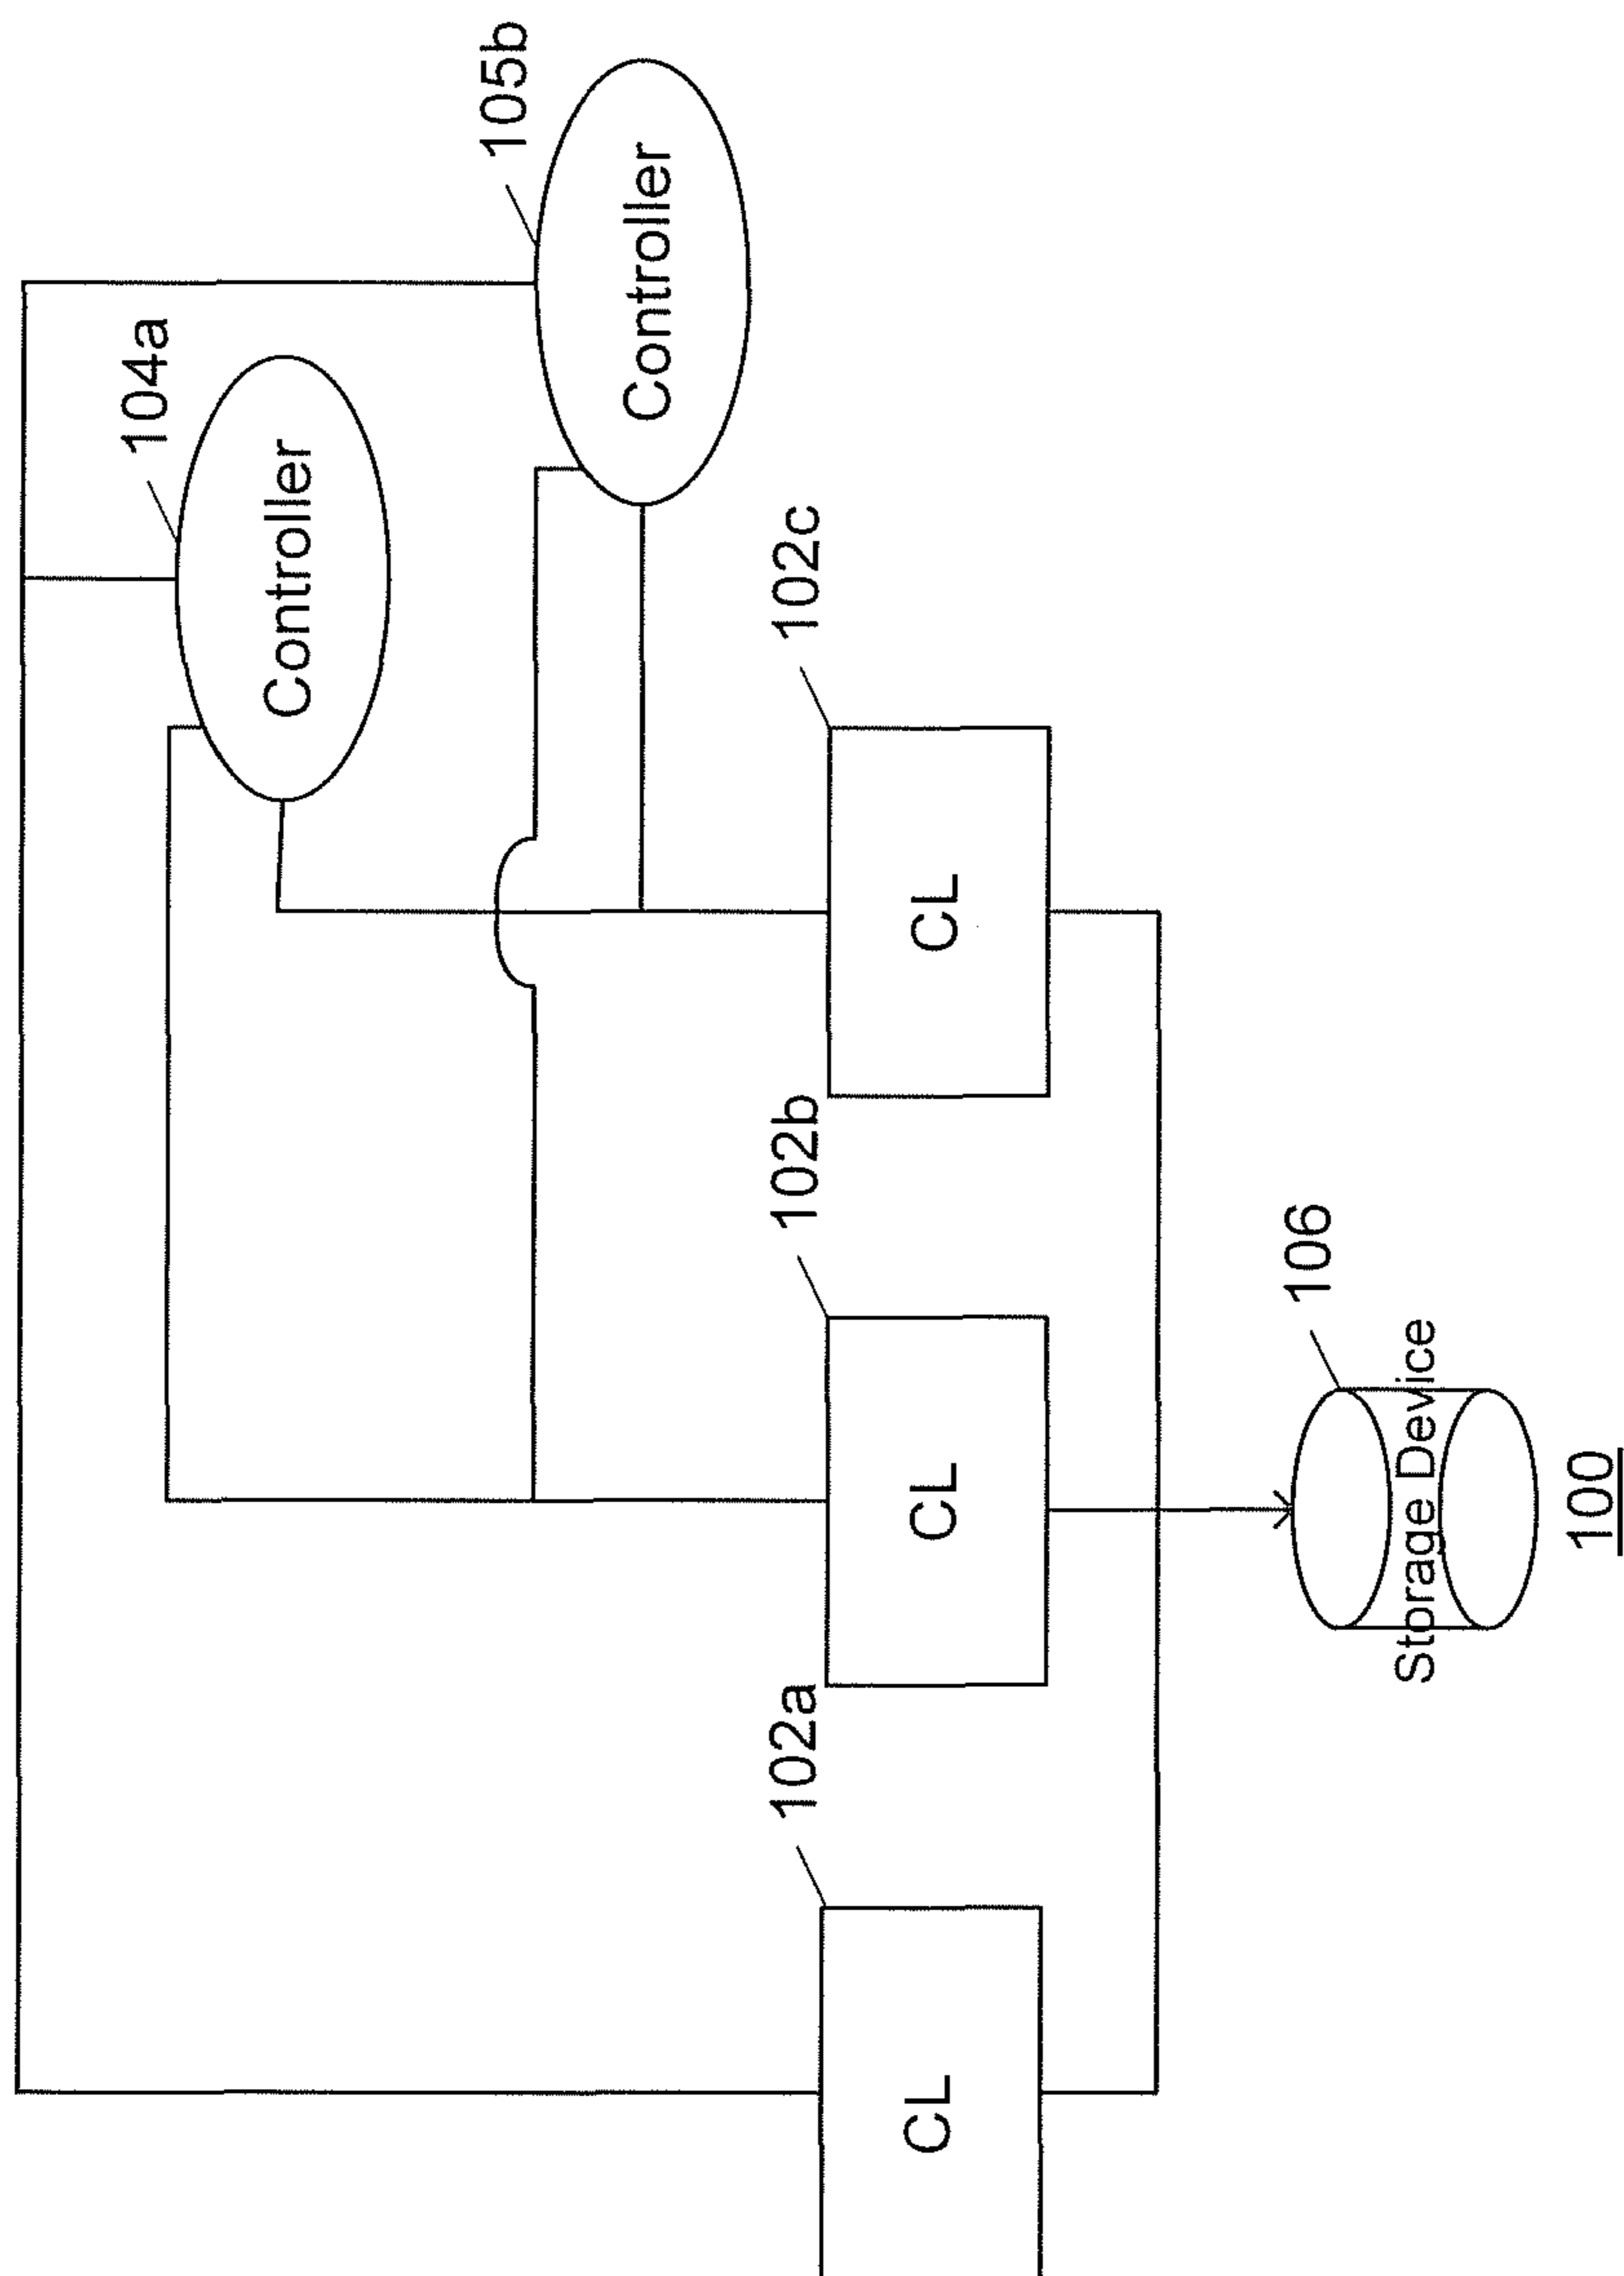 105b
Controller
104a
Controller
102c
CL
102b
CL
102a
CL
106
Storage Device
100